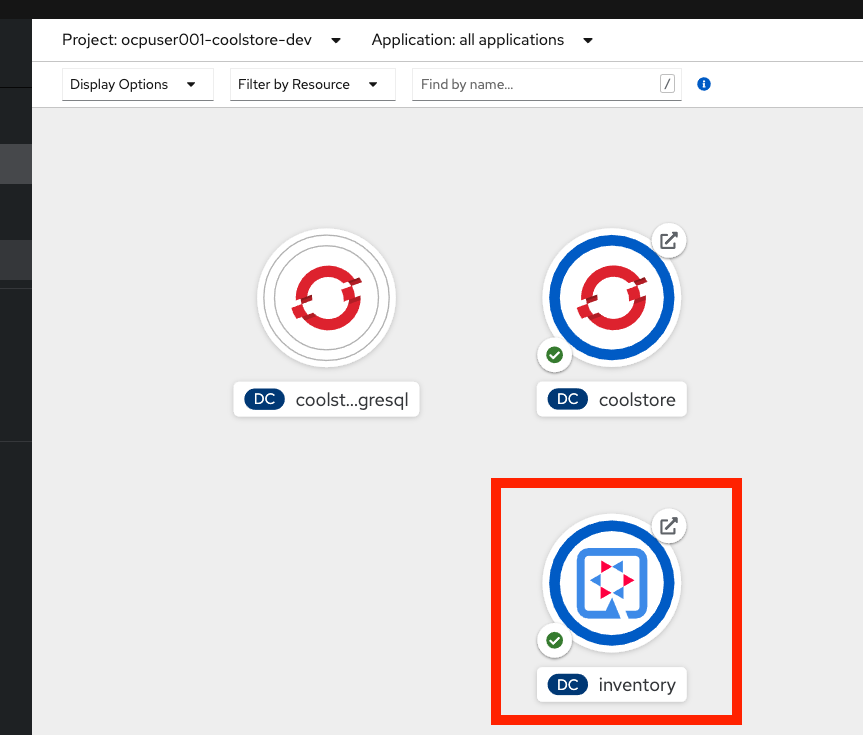 Project: ocpuser001-coolstore-dev Application: all applications
Display Options Filter by Resource Find by name... /
DC coolst...gresql DC coolstore
DC inventory